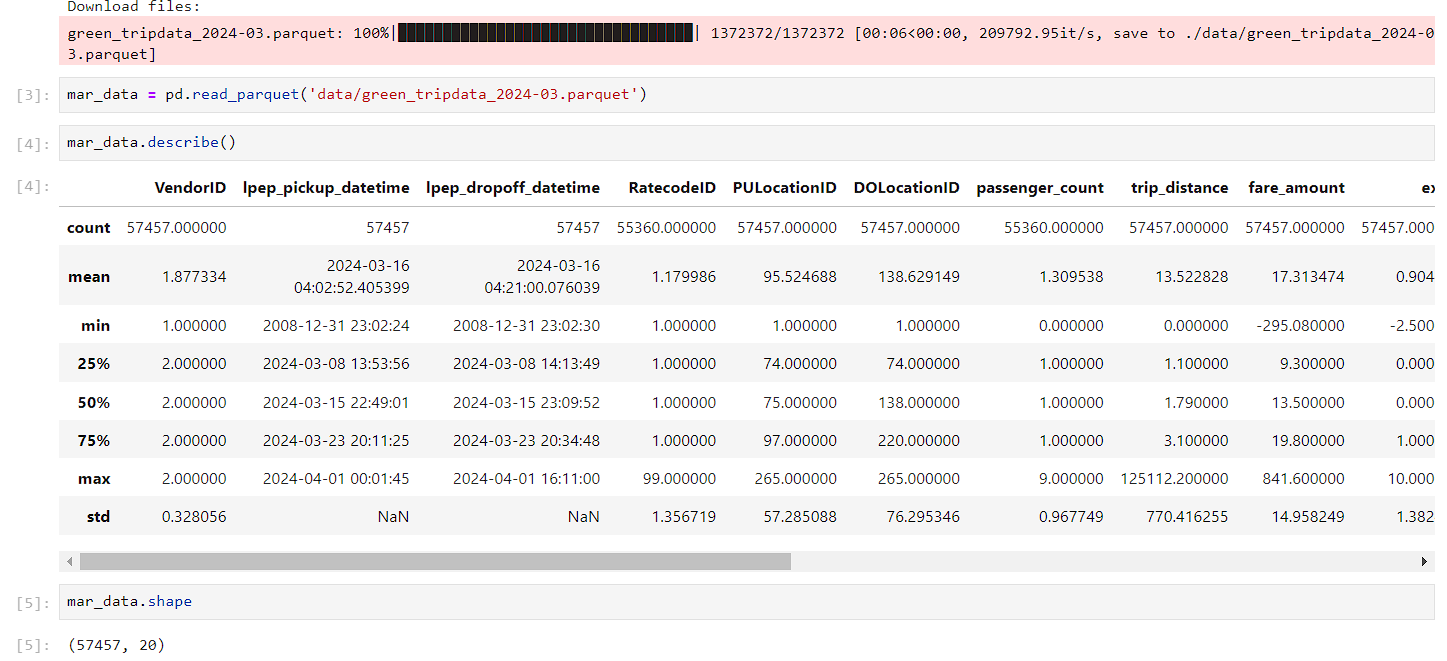 Download files:
green_tripdata_2024-03.parquet: 100%|██████████| 1372372/1372372 [00:06<00:00, 209792.95it/s, save to ./data/green_tripdata_2024-0
3.parquet]
[3]: mar_data = pd.read_parquet('data/green_tripdata_2024-03.parquet')
[4]: mar_data.describe()
[4]: VendorID lpep_pickup_datetime lpep_dropoff_datetime RatecodeID PULocationID DOLocationID passenger_count trip_distance fare_amount ex
count 57457.000000 57457 57457 55360.000000 57457.000000 57457.000000 55360.000000 57457.000000 57457.000000 57457.000
mean 1.877334 2024-03-16 04:02:52.405399 2024-03-16 04:21:00.076039 1.179986 95.524688 138.629149 1.309538 13.522828 17.313474 0.904
min 1.000000 2008-12-31 23:02:24 2008-12-31 23:02:30 1.000000 1.000000 1.000000 0.000000 0.000000 -295.080000 -2.500
25% 2.000000 2024-03-08 13:53:56 2024-03-08 14:13:49 1.000000 74.000000 74.000000 1.000000 1.100000 9.300000 0.000
50% 2.000000 2024-03-15 22:49:01 2024-03-15 23:09:52 1.000000 75.000000 138.000000 1.000000 1.790000 13.500000 0.000
75% 2.000000 2024-03-23 20:11:25 2024-03-23 20:34:48 1.000000 97.000000 220.000000 1.000000 3.100000 19.800000 1.000
max 2.000000 2024-04-01 00:01:45 2024-04-01 16:11:00 99.000000 265.000000 265.000000 9.000000 125112.200000 841.600000 10.000
std 0.328056 NaN NaN 1.356719 57.285088 76.295346 0.967749 770.416255 14.958249 1.382
[5]: mar_data.shape
[5]: (57457, 20)